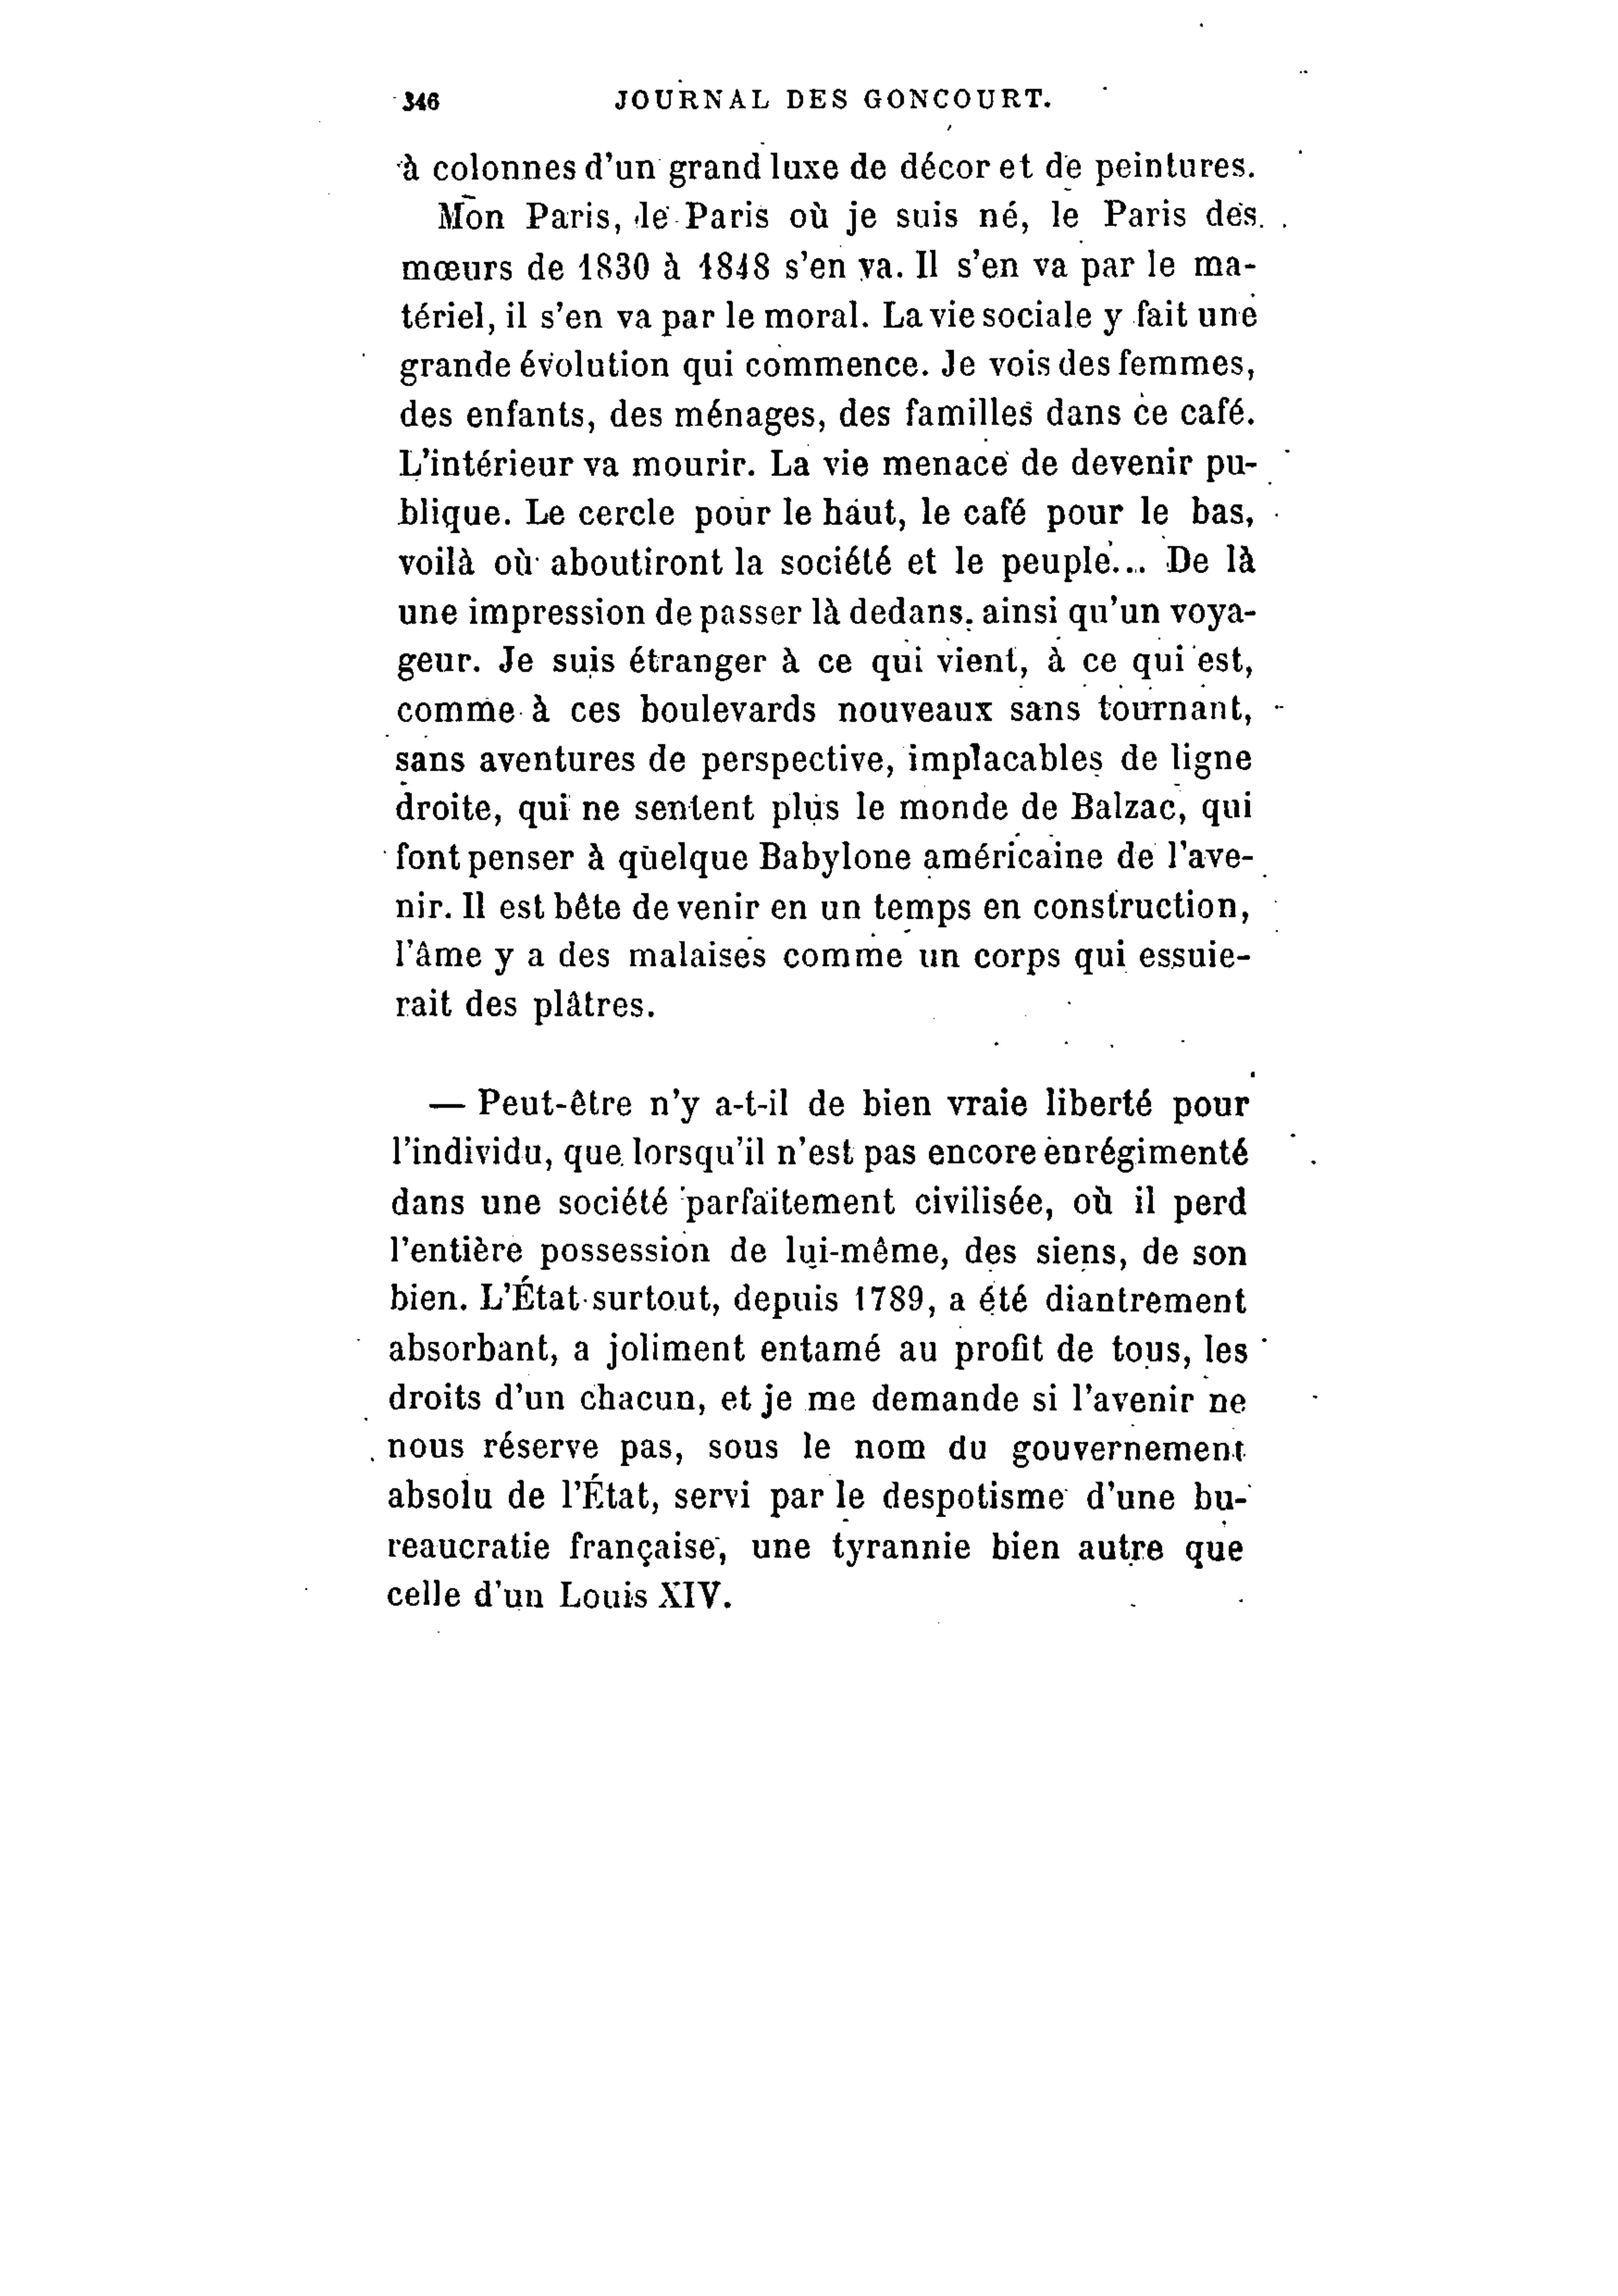 346 JOURNAL DES GONCOURT.
à colonnes d'un grand luxe de décor et de peintures.
Mon Paris, le Paris où je suis né, le Paris des
mœurs de 1830 à 1848 s'en va. Il s'en va par le ma-
tériel, il s'en va par le moral. La vie sociale y fait une
grande évolution qui commence. Je vois des femmes,
des enfants, des ménages, des familles dans ce café.
L'intérieur va mourir. La vie menace de devenir pu-
blique. Le cercle pour le haut, le café pour le bas,
voilà où aboutiront la société et le peuple... De là
une impression de passer là dedans, ainsi qu'un voya-
geur. Je suis étranger à ce qui vient, à ce qui est,
comme à ces boulevards nouveaux sans tournant,
sans aventures de perspective, implacables de ligne
droite, qui ne sentent plus le monde de Balzac, qui
font penser à quelque Babylone américaine de l'ave-
nir. Il est bête de venir en un temps en construction,
l'âme y a des malaises comme un corps qui essuie-
rait des plâtres.
— Peut-être n'y a-t-il de bien vraie liberté pour
l'individu, que lorsqu'il n'est pas encore enrégimenté
dans une société parfaitement civilisée, où il perd
l'entière possession de lui-même, des siens, de son
bien. L'État surtout, depuis 1789, a été diantrement
absorbant, a joliment entamé au profit de tous, les
droits d'un chacun, et je me demande si l'avenir ne
nous réserve pas, sous le nom du gouvernement
absolu de l'État, servi par le despotisme d'une bu-
reaucratie française, une tyrannie bien autre que
celle d'un Louis XIV.